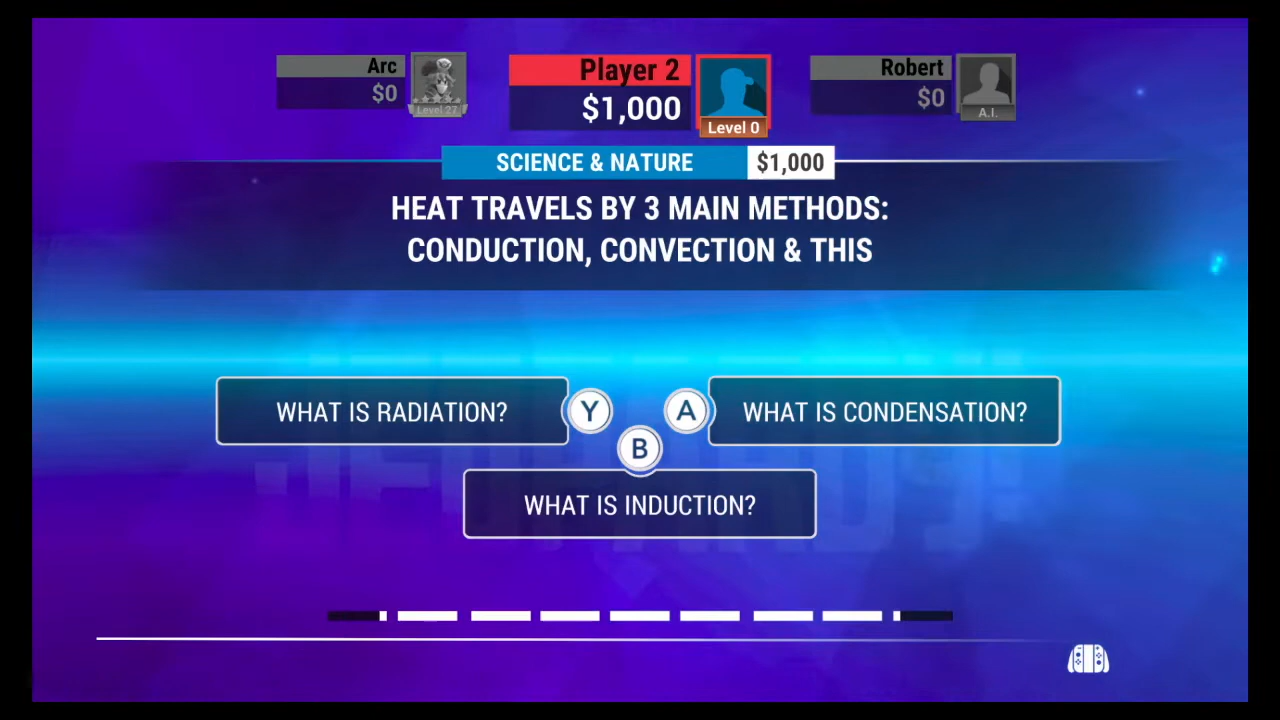 Arc
$0
Level 27
Player 2
$1,000
Level 0
Robert
$0
A.I.
SCIENCE & NATURE
$1,000
HEAT TRAVELS BY 3 MAIN METHODS:
CONDUCTION, CONVECTION & THIS
WHAT IS RADIATION?
Y
A
WHAT IS CONDENSATION?
B
WHAT IS INDUCTION?
JEOPARDY!